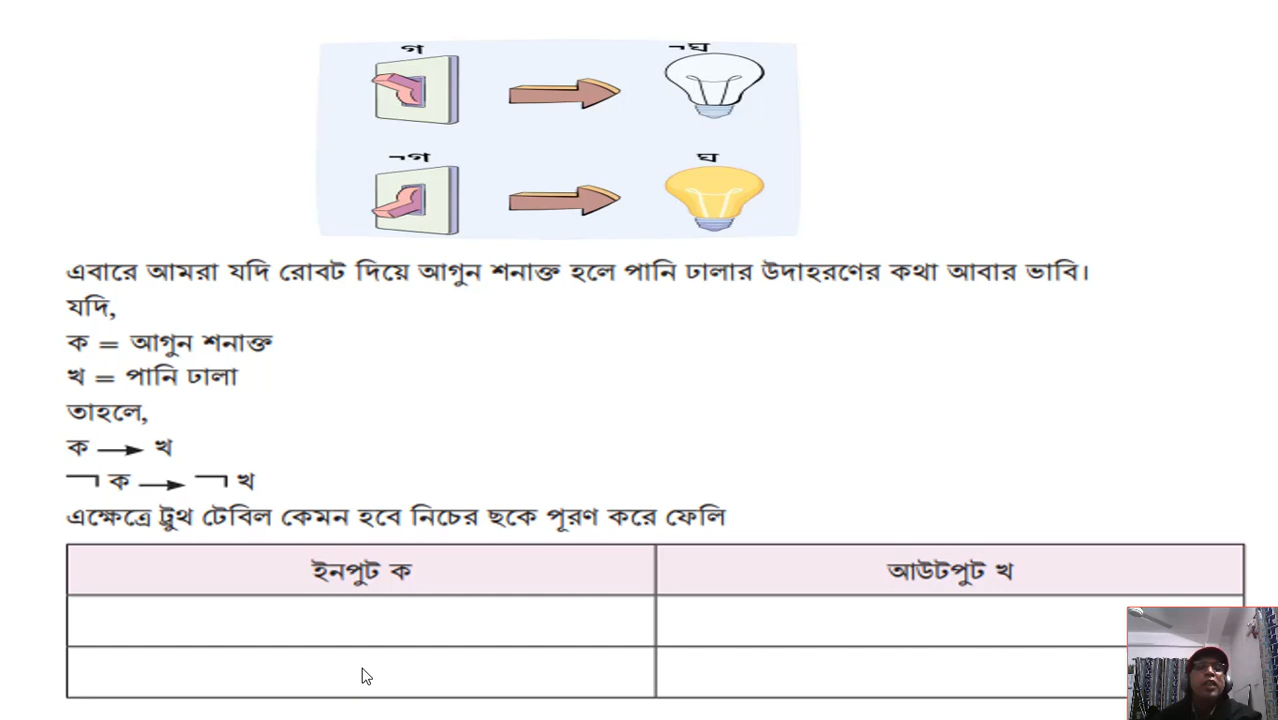 গ
¬ঘ
¬গ
ঘ
এবারে আমরা যদি রোবট দিয়ে আগুন শনাক্ত হলে পানি ঢালার উদাহরণের কথা আবার ভাবি।
যদি,
ক = আগুন শনাক্ত
খ = পানি ঢালা
তাহলে,
ক → খ
¬ ক → ¬ খ
এক্ষেত্রে ট্রুথ টেবিল কেমন হবে নিচের ছকে পূরণ করে ফেলি
ইনপুট ক
আউটপুট খ